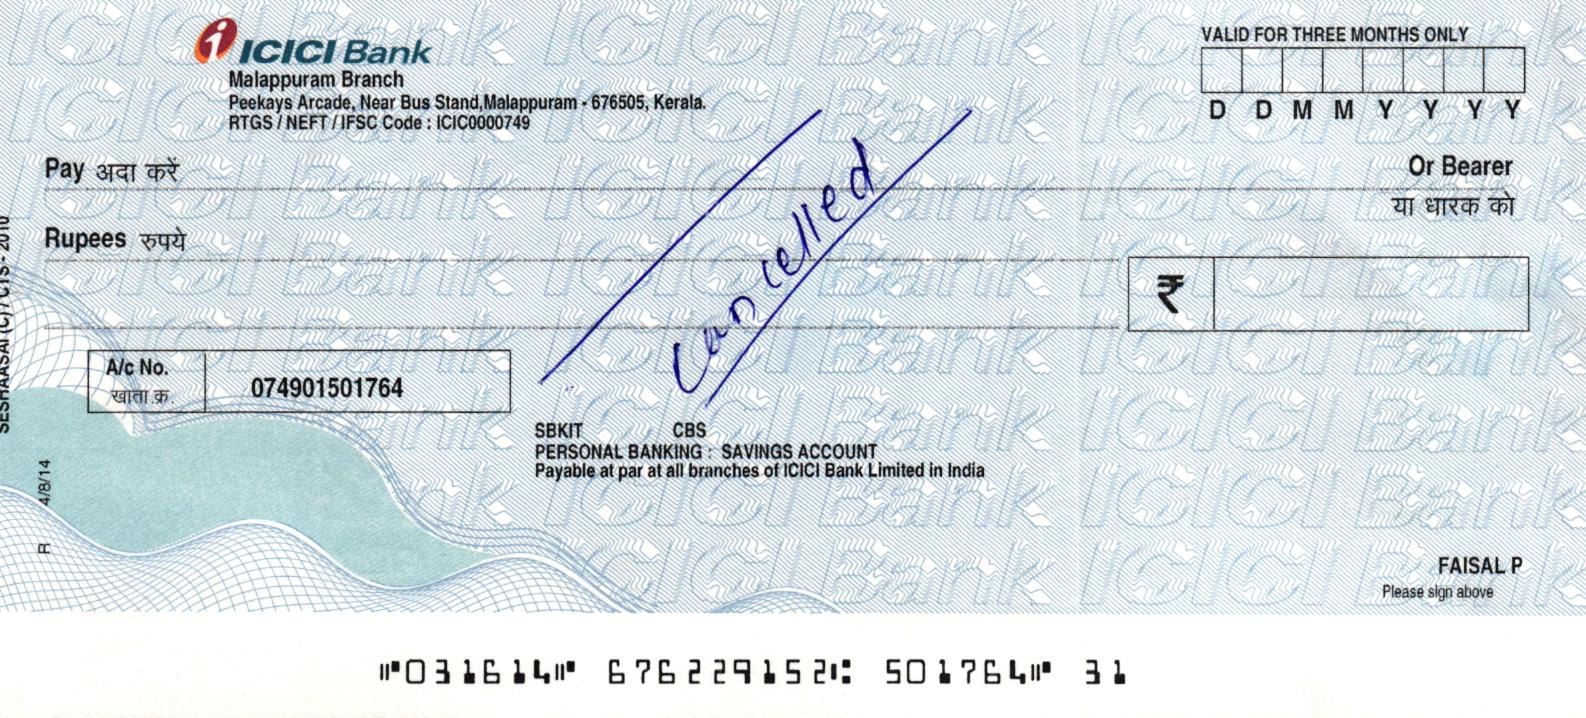 ICICI Bank
Malappuram Branch
Peekays Arcade, Near Bus Stand,Malappuram - 676505, Kerala.
RTGS / NEFT / IFSC Code : ICIC0000749
VALID FOR THREE MONTHS ONLY
D D M M Y Y Y Y
Pay अदा करें
Or Bearer
या धारक को
Rupees रुपये
₹
Cancelled
A/c No.
खाता क्र.
074901501764
SBKIT CBS
PERSONAL BANKING : SAVINGS ACCOUNT
Payable at par at all branches of ICICI Bank Limited in India
SESHAASAI (C) / CTS - 2010
R 4/8/14
FAISAL P
Please sign above
⑈031614⑈ 676229152⑆ 501764⑈ 31